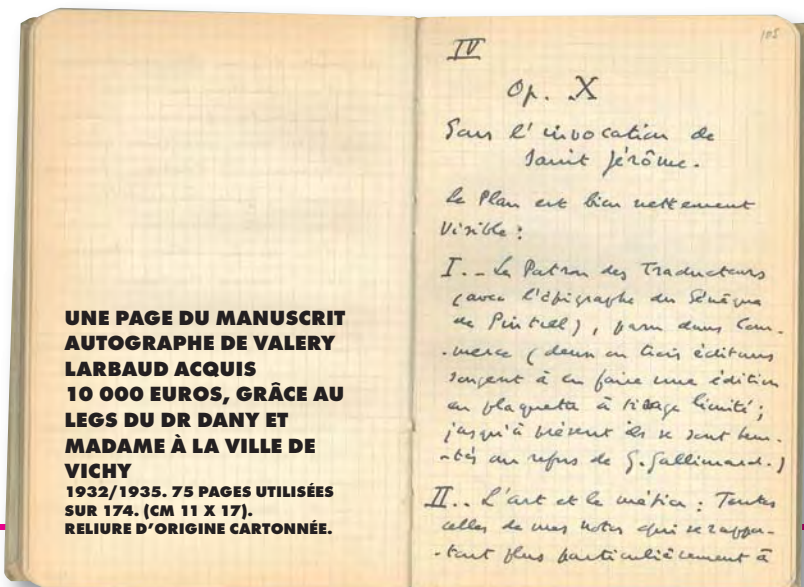 UNE PAGE DU MANUSCRIT
AUTOGRAPHE DE VALERY
LARBAUD ACQUIS
10 000 EUROS, GRÂCE AU
LEGS DU DR DANY ET
MADAME À LA VILLE DE
VICHY
1932/1935. 75 PAGES UTILISÉES
SUR 174. (CM 11 X 17).
RELIURE D'ORIGINE CARTONNÉE.
105
IV
Op. X
Sous l'invocation de
Saint Jérôme.
Le Plan est bien nettement
visible :
I. - Le Patron des Traducteurs
(avec l'épigraphe du Sénèque
de Pintrel), paru dans Com-
-merce (deux ou trois éditeurs
songent à en faire une édition
en plaquette à tirage limité ;
jusqu'à présent ils se sont heur-
-tés au refus de G. Gallimard.)
II. - L'art et le métier : Toutes
celles de mes notes qui se rappor-
-tent plus particulièrement à